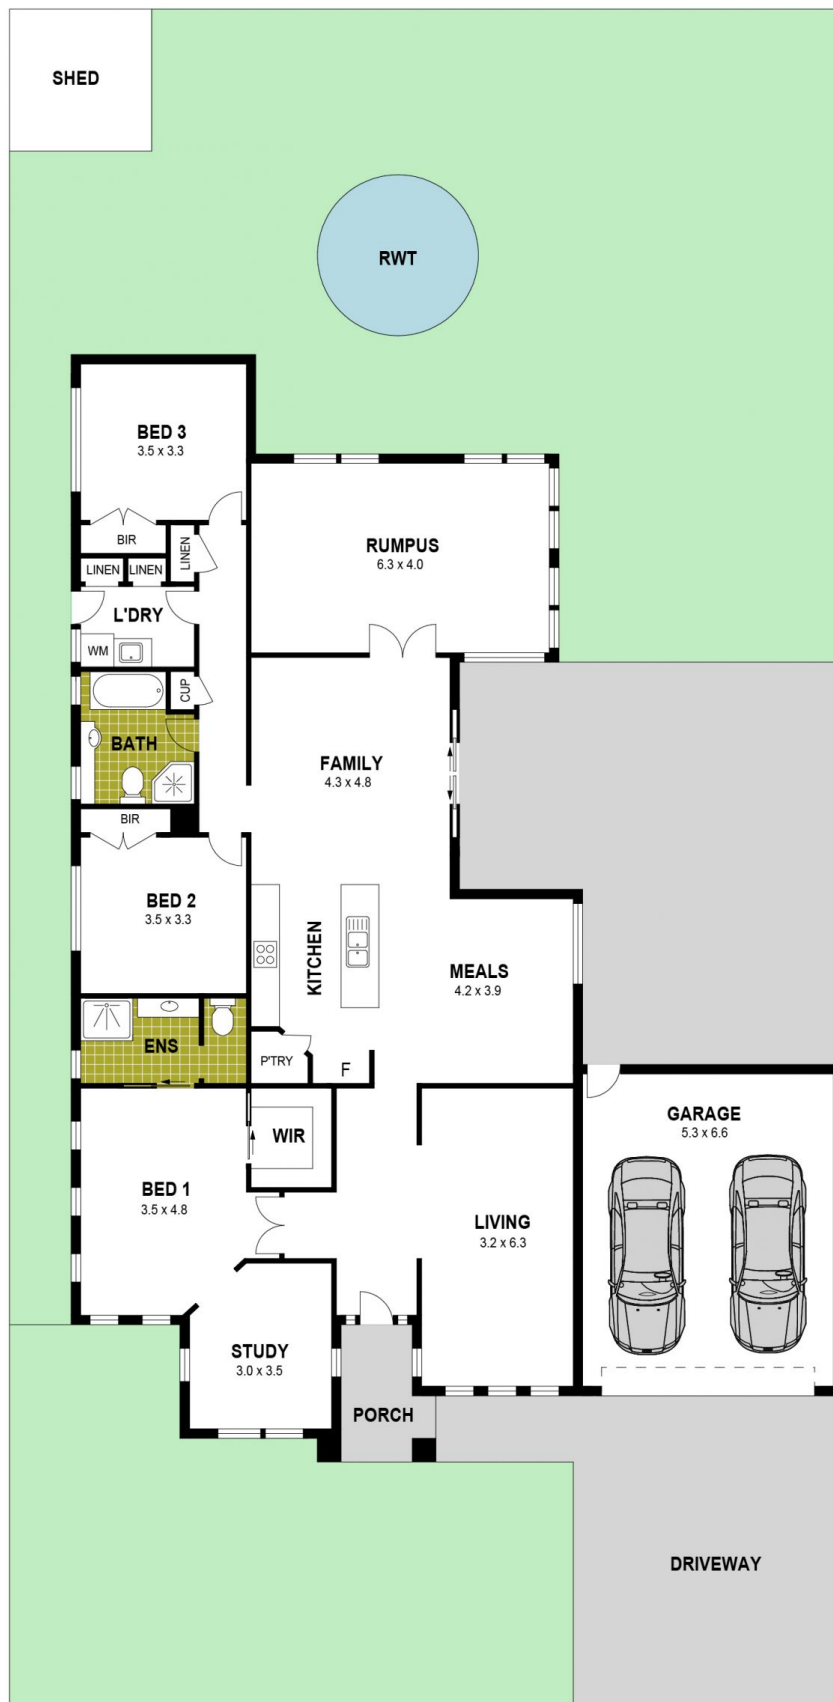 SHED
RWT
BED 3
3.5 x 3.3
BIR
LINEN
RUMPUS
6.3 x 4.0
LINEN
LINEN
L'DRY
WM
CUP
BATH
FAMILY
4.3 x 4.8
BIR
BED 2
3.5 x 3.3
KITCHEN
MEALS
4.2 x 3.9
ENS
P'TRY
F
GARAGE
5.3 x 6.6
WIR
BED 1
3.5 x 4.8
LIVING
3.2 x 6.3
STUDY
3.0 x 3.5
PORCH
DRIVEWAY